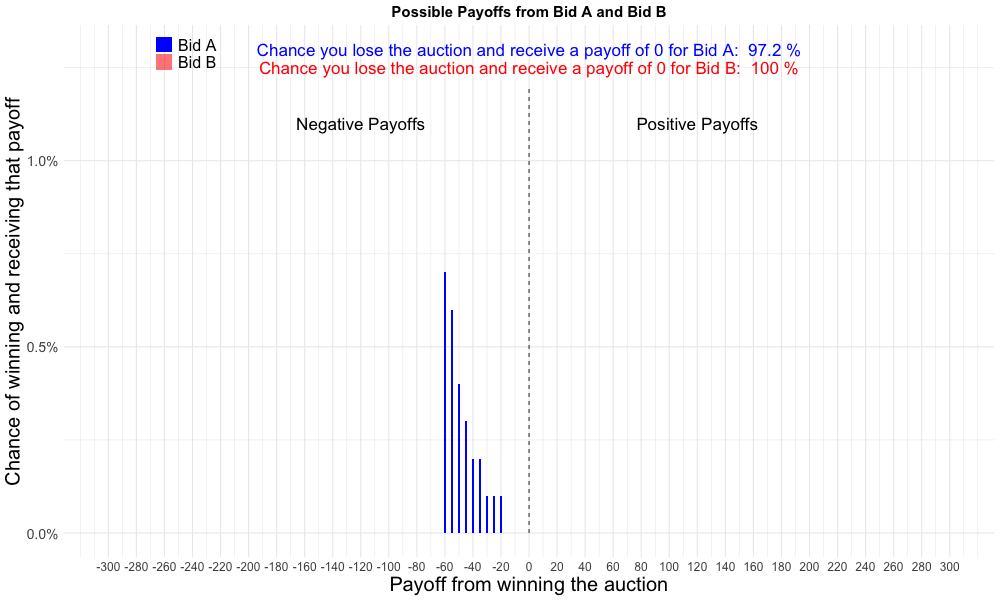 Possible Payoffs from Bid A and Bid B
Bid A
Bid B
Chance you lose the auction and receive a payoff of 0 for Bid A:  97.2 %
Chance you lose the auction and receive a payoff of 0 for Bid B:  100 %
Negative Payoffs
Positive Payoffs
Chance of winning and receiving that payoff
1.0%
0.5%
0.0%
-300 -280 -260 -240 -220 -200 -180 -160 -140 -120 -100 -80 -60 -40 -20 0 20 40 60 80 100 120 140 160 180 200 220 240 260 280 300
Payoff from winning the auction